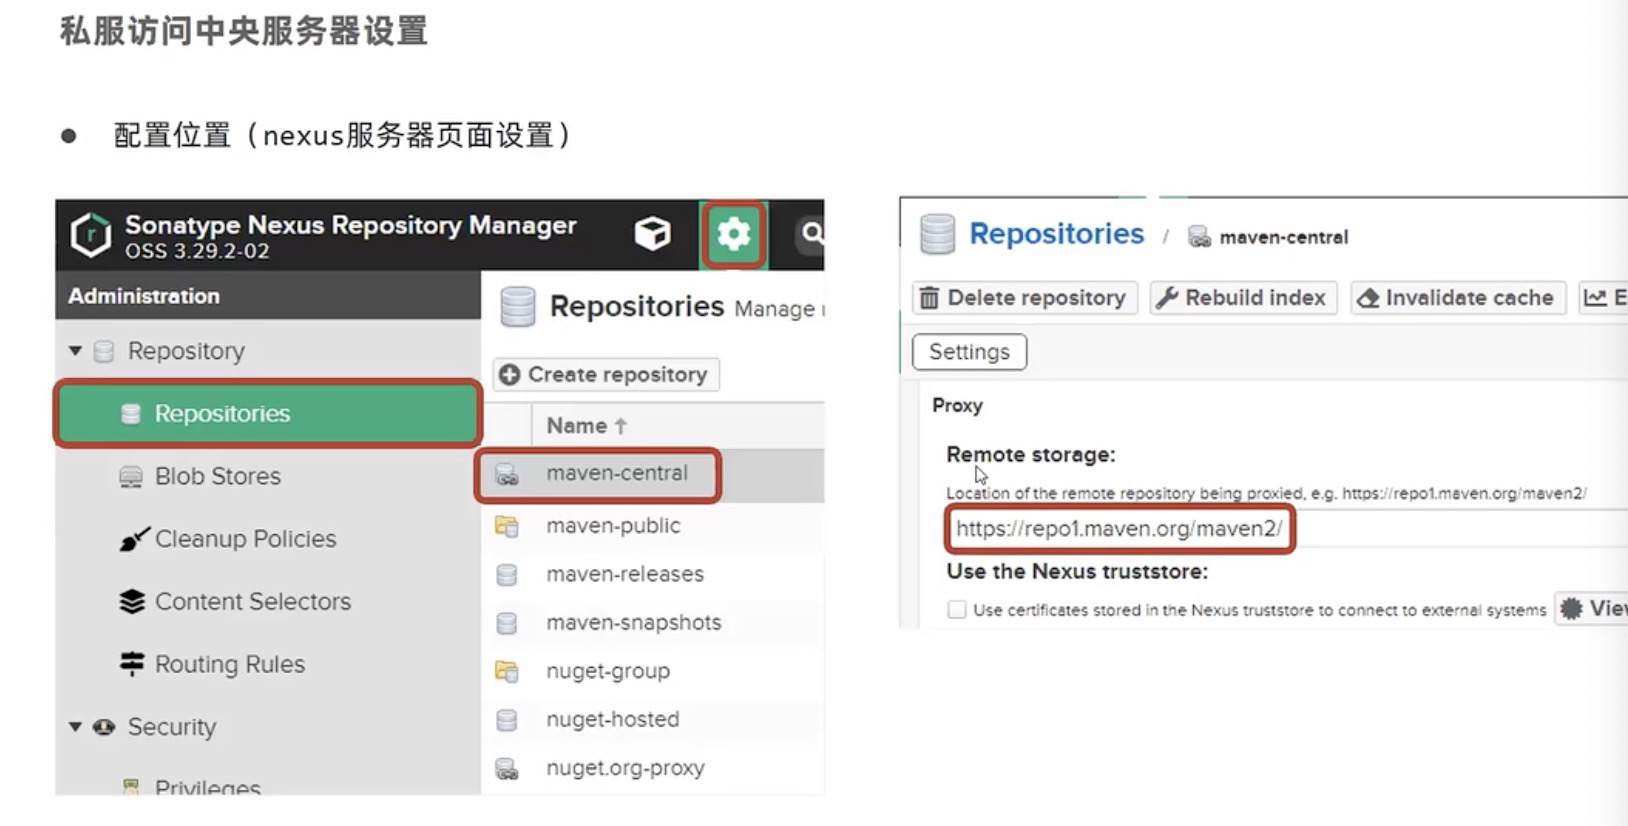 私服访问中央服务器设置
● 配置位置（nexus服务器页面设置）
Sonatype Nexus Repository Manager
OSS 3.29.2-02
Administration
Repository
Repositories
Blob Stores
Cleanup Policies
Content Selectors
Routing Rules
Security
Privileges
Repositories Manage
Create repository
Name ↑
maven-central
maven-public
maven-releases
maven-snapshots
nuget-group
nuget-hosted
nuget.org-proxy
Repositories / maven-central
Delete repository Rebuild index Invalidate cache
Settings
Proxy
Remote storage:
Location of the remote repository being proxied, e.g. https://repo1.maven.org/maven2/
https://repo1.maven.org/maven2/
Use the Nexus truststore:
Use certificates stored in the Nexus truststore to connect to external systems